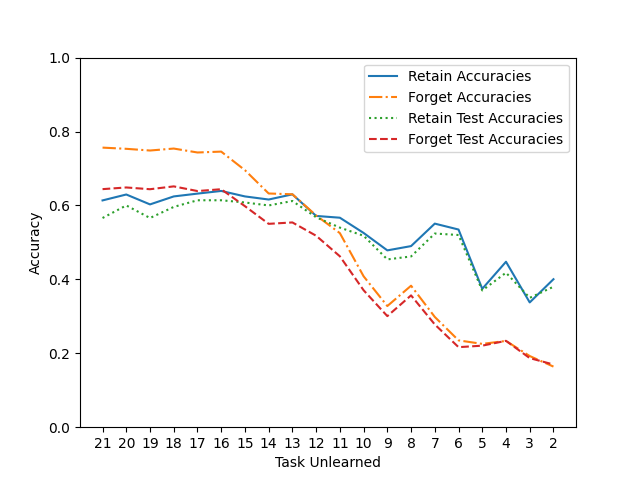 Retain Accuracies
Forget Accuracies
Retain Test Accuracies
Forget Test Accuracies
Accuracy
1.0
0.8
0.6
0.4
0.2
0.0
21 20 19 18 17 16 15 14 13 12 11 10 9 8 7 6 5 4 3 2
Task Unlearned